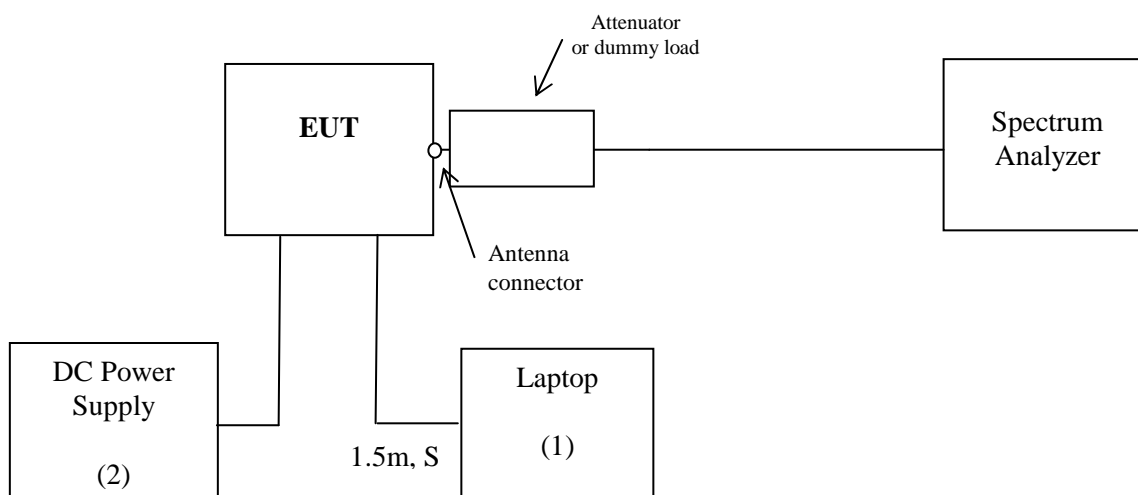 Attenuator
or dummy load
EUT
Spectrum
Analyzer
Antenna
connector
DC Power
Supply
(2)
Laptop
(1)
1.5m, S